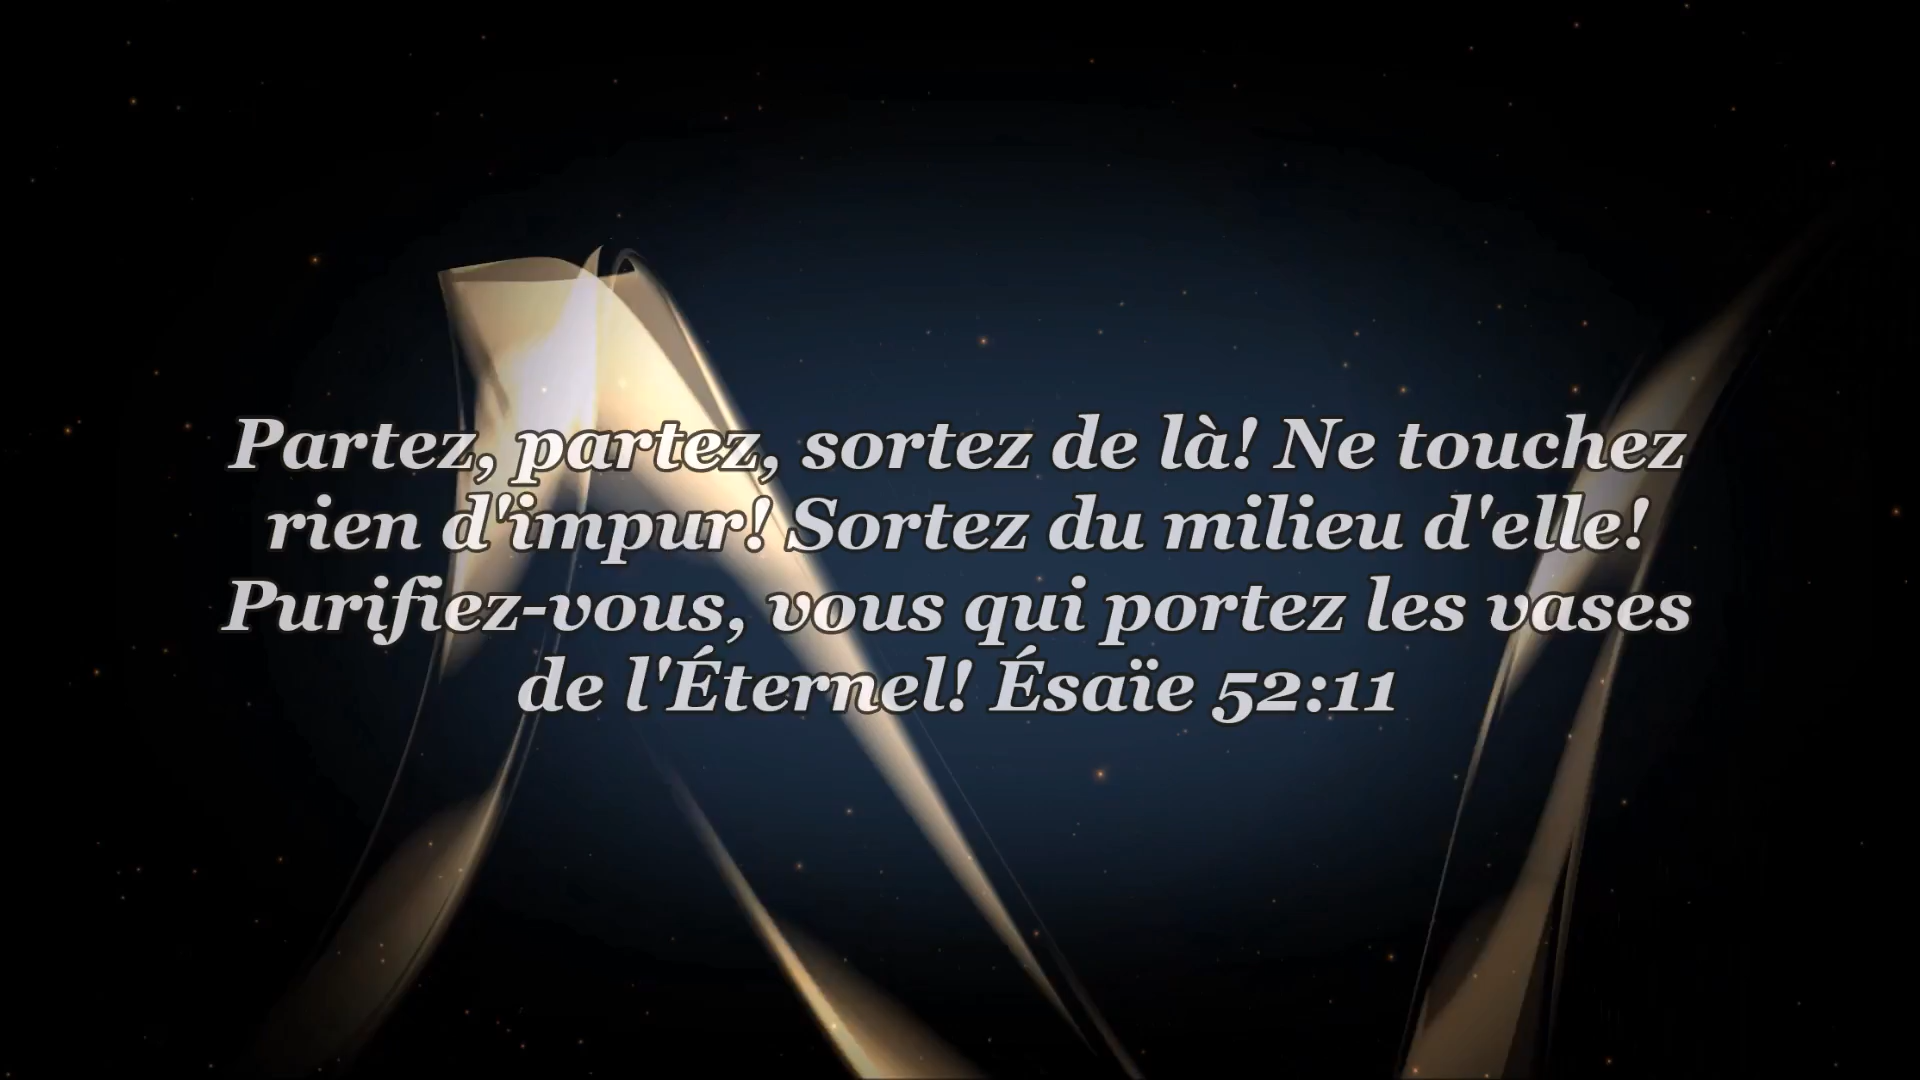 Partez, partez, sortez de là! Ne touchez
rien d'impur! Sortez du milieu d'elle!
Purifiez-vous, vous qui portez les vases
de l'Éternel! Ésaïe 52:11